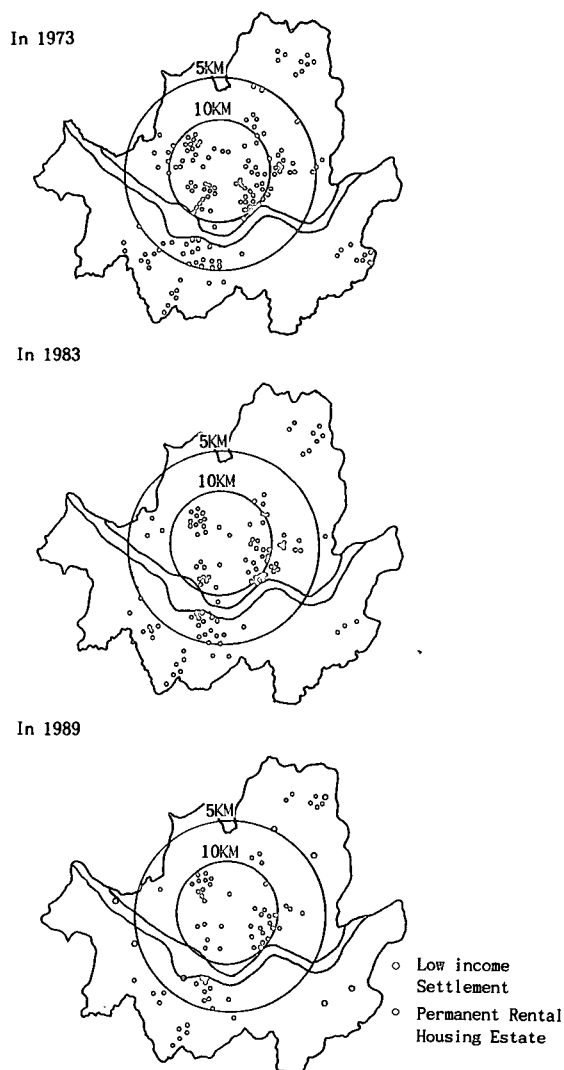 In 1973
5KM
10KM
In 1983
5KM
10KM
In 1989
5KM
10KM
Low income
Settlement
Permanent Rental
Housing Estate